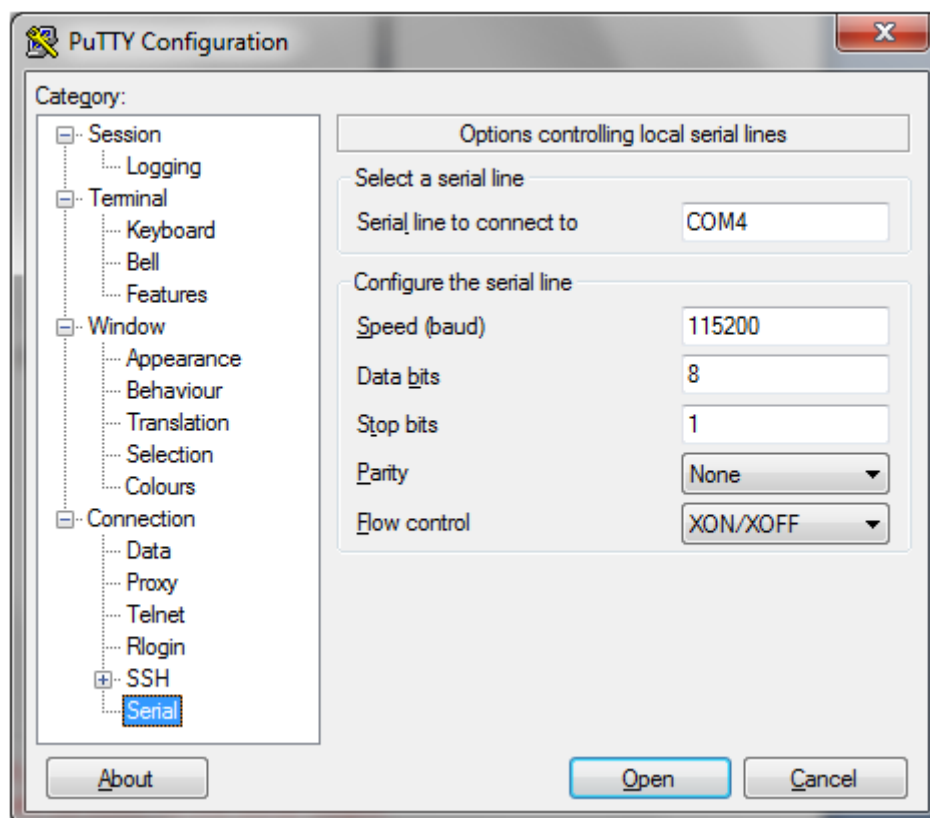 PuTTY Configuration
Category:
Session
Logging
Terminal
Keyboard
Bell
Features
Window
Appearance
Behaviour
Translation
Selection
Colours
Connection
Data
Proxy
Telnet
Rlogin
SSH
Serial
Options controlling local serial lines
Select a serial line
Serial line to connect to COM4
Configure the serial line
Speed (baud) 115200
Data bits 8
Stop bits 1
Parity None
Flow control XON/XOFF
About Open Cancel